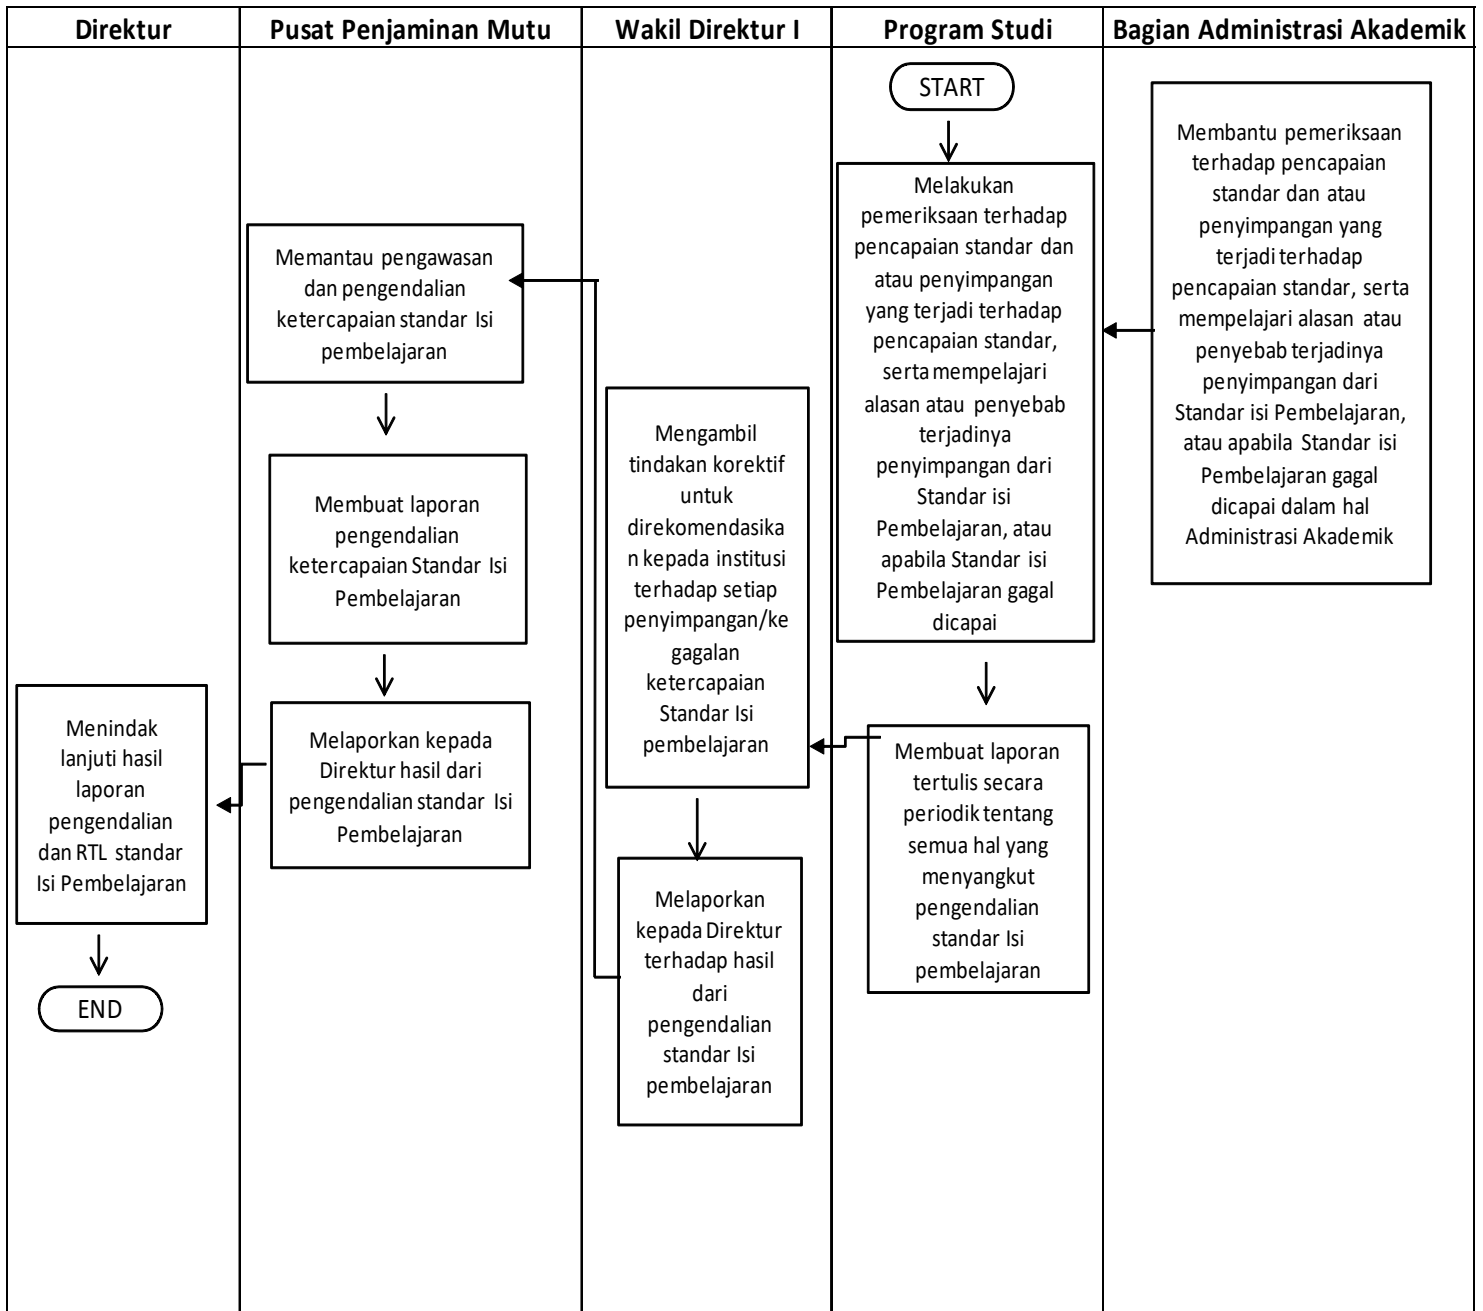 Direktur
Pusat Penjaminan Mutu
Wakil Direktur I
Program Studi
Bagian Administrasi Akademik
START
Melakukan
pemeriksaan terhadap
pencapaian standar dan
atau penyimpangan
yang terjadi terhadap
pencapaian standar,
serta mempelajari
alasan atau penyebab
terjadinya
penyimpangan dari
Standar isi
Pembelajaran, atau
apabila Standar isi
Pembelajaran gagal
dicapai
Membantu pemeriksaan
terhadap pencapaian
standar dan atau
penyimpangan yang
terjadi terhadap
pencapaian standar, serta
mempelajari alasan atau
penyebab terjadinya
penyimpangan dari
Standar isi Pembelajaran,
atau apabila Standar isi
Pembelajaran gagal
dicapai dalam hal
Administrasi Akademik
Membuat laporan
tertulis secara
periodik tentang
semua hal yang
menyangkut
pengendalian
standar Isi
pembelajaran
Mengambil
tindakan korektif
untuk
direkomendasika
n kepada institusi
terhadap setiap
penyimpangan/ke
gagalan
ketercapaian
Standar Isi
pembelajaran
Melaporkan
kepada Direktur
terhadap hasil
dari
pengendalian
standar Isi
pembelajaran
Memantau pengawasan
dan pengendalian
ketercapaian standar Isi
pembelajaran
Membuat laporan
pengendalian
ketercapaian Standar Isi
Pembelajaran
Melaporkan kepada
Direktur hasil dari
pengendalian standar Isi
Pembelajaran
Menindak
lanjuti hasil
laporan
pengendalian
dan RTL standar
Isi Pembelajaran
END